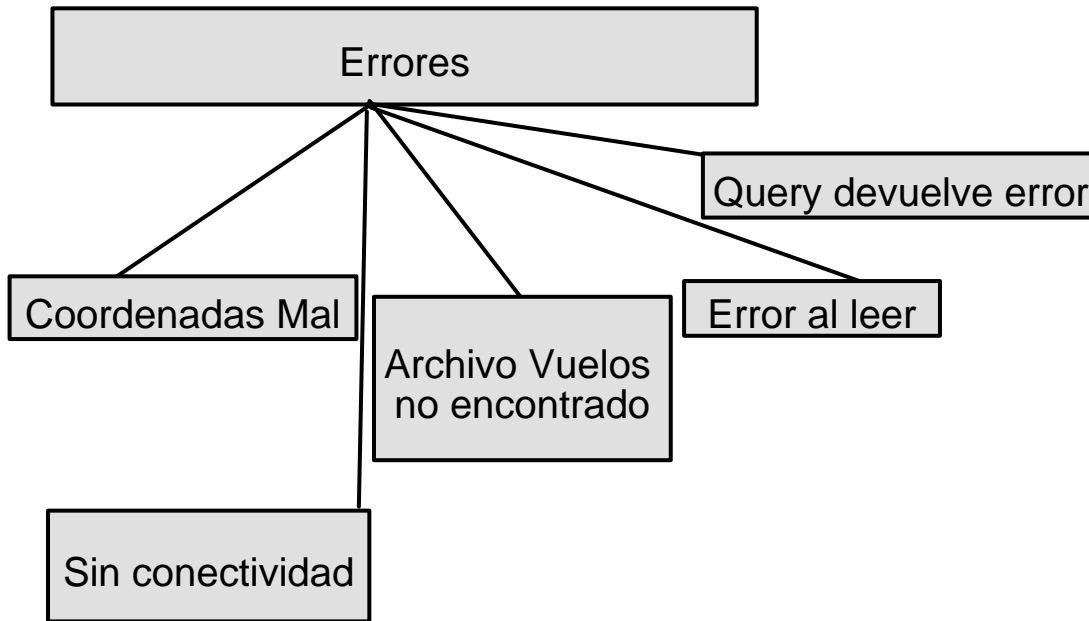 Errores
Query devuelve error
Coordenadas Mal
Error al leer
Archivo Vuelos
no encontrado
Sin conectividad